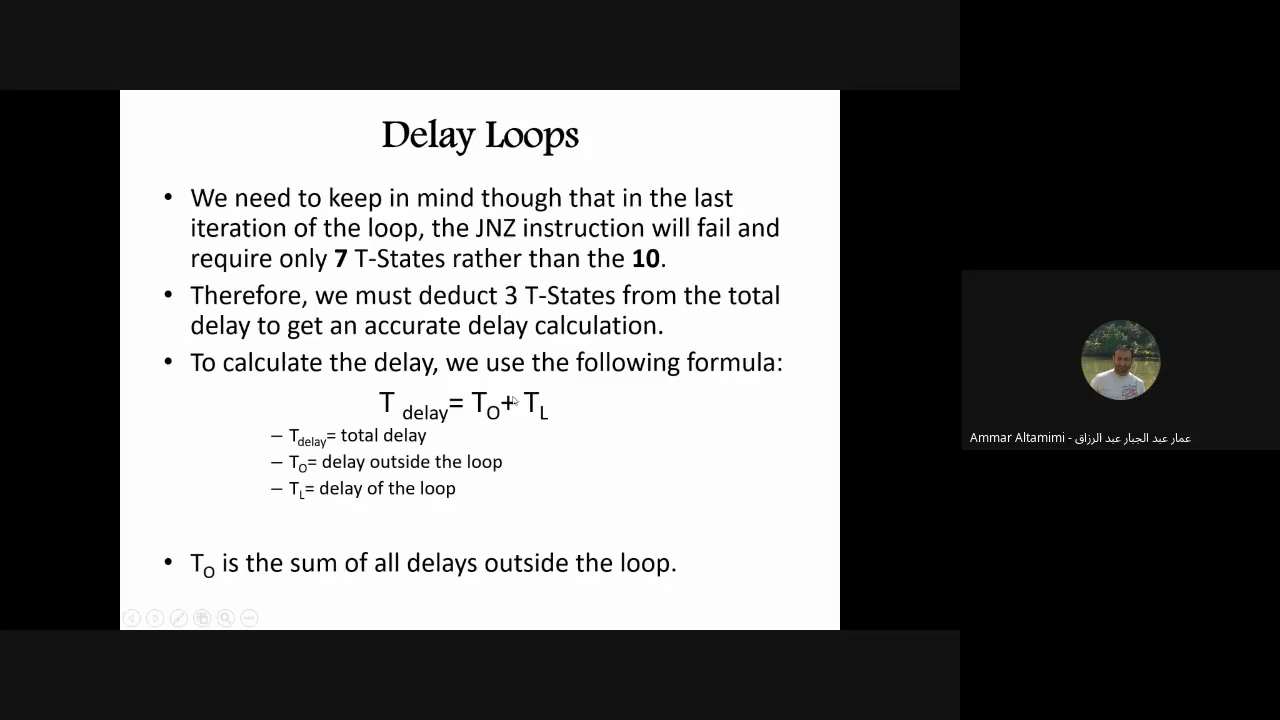 Delay Loops
• We need to keep in mind though that in the last
iteration of the loop, the JNZ instruction will fail and
require only 7 T-States rather than the 10.
• Therefore, we must deduct 3 T-States from the total
delay to get an accurate delay calculation.
• To calculate the delay, we use the following formula:
T delay= TO+ TL
– Tdelay= total delay
– TO= delay outside the loop
– TL= delay of the loop
• TO is the sum of all delays outside the loop.
Ammar Altamimi - عمار عبد الجبار عبد الرزاق